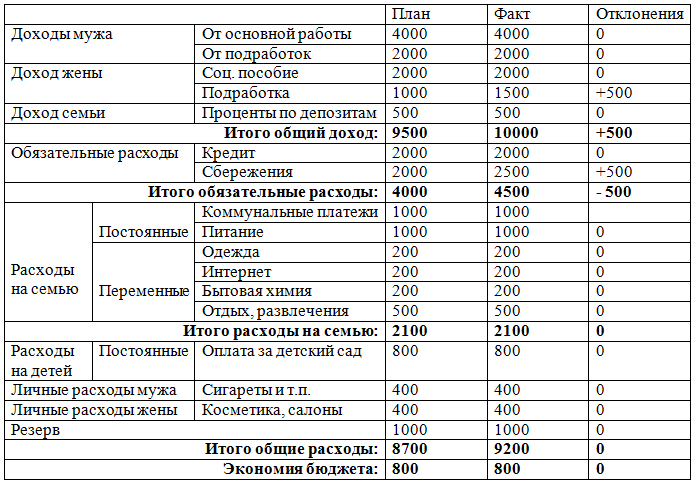 План Факт Отклонения
Доходы мужа От основной работы 4000 4000 0
От подработок 2000 2000 0
Доход жены Соц. пособие 2000 2000 0
Подработка 1000 1500 +500
Доход семьи Проценты по депозитам 500 500 0
Итого общий доход: 9500 10000 +500
Обязательные расходы Кредит 2000 2000 0
Сбережения 2000 2500 +500
Итого обязательные расходы: 4000 4500 - 500
Коммунальные платежи 1000 1000
Постоянные Питание 1000 1000 0
Одежда 200 200 0
Расходы Интернет 200 200 0
на семью Переменные Бытовая химия 200 200 0
Отдых, развлечения 500 500 0
Итого расходы на семью: 2100 2100 0
Расходы Постоянные Оплата за детский сад 800 800 0
на детей
Личные расходы мужа Сигареты и т.п. 400 400 0
Личные расходы жены Косметика, салоны 400 400 0
Резерв 1000 1000 0
Итого общие расходы: 8700 9200 0
Экономия бюджета: 800 800 0